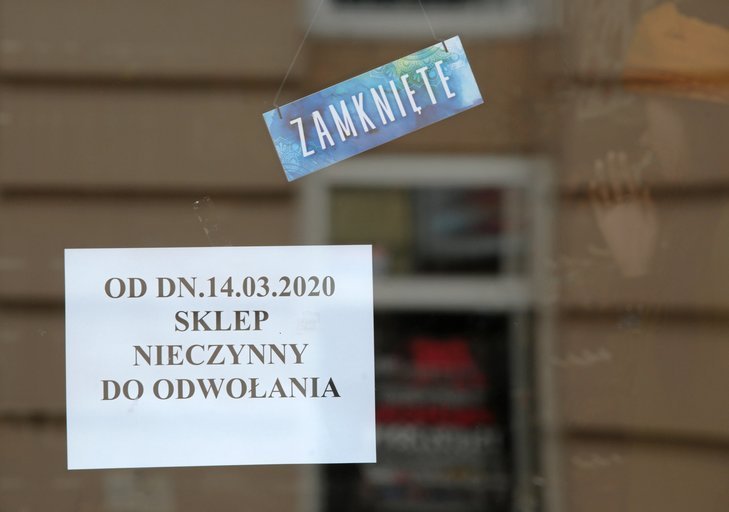 ZAMKNIĘTE
OD DN.14.03.2020
SKLEP
NIECZYNNY
DO ODWOŁANIA